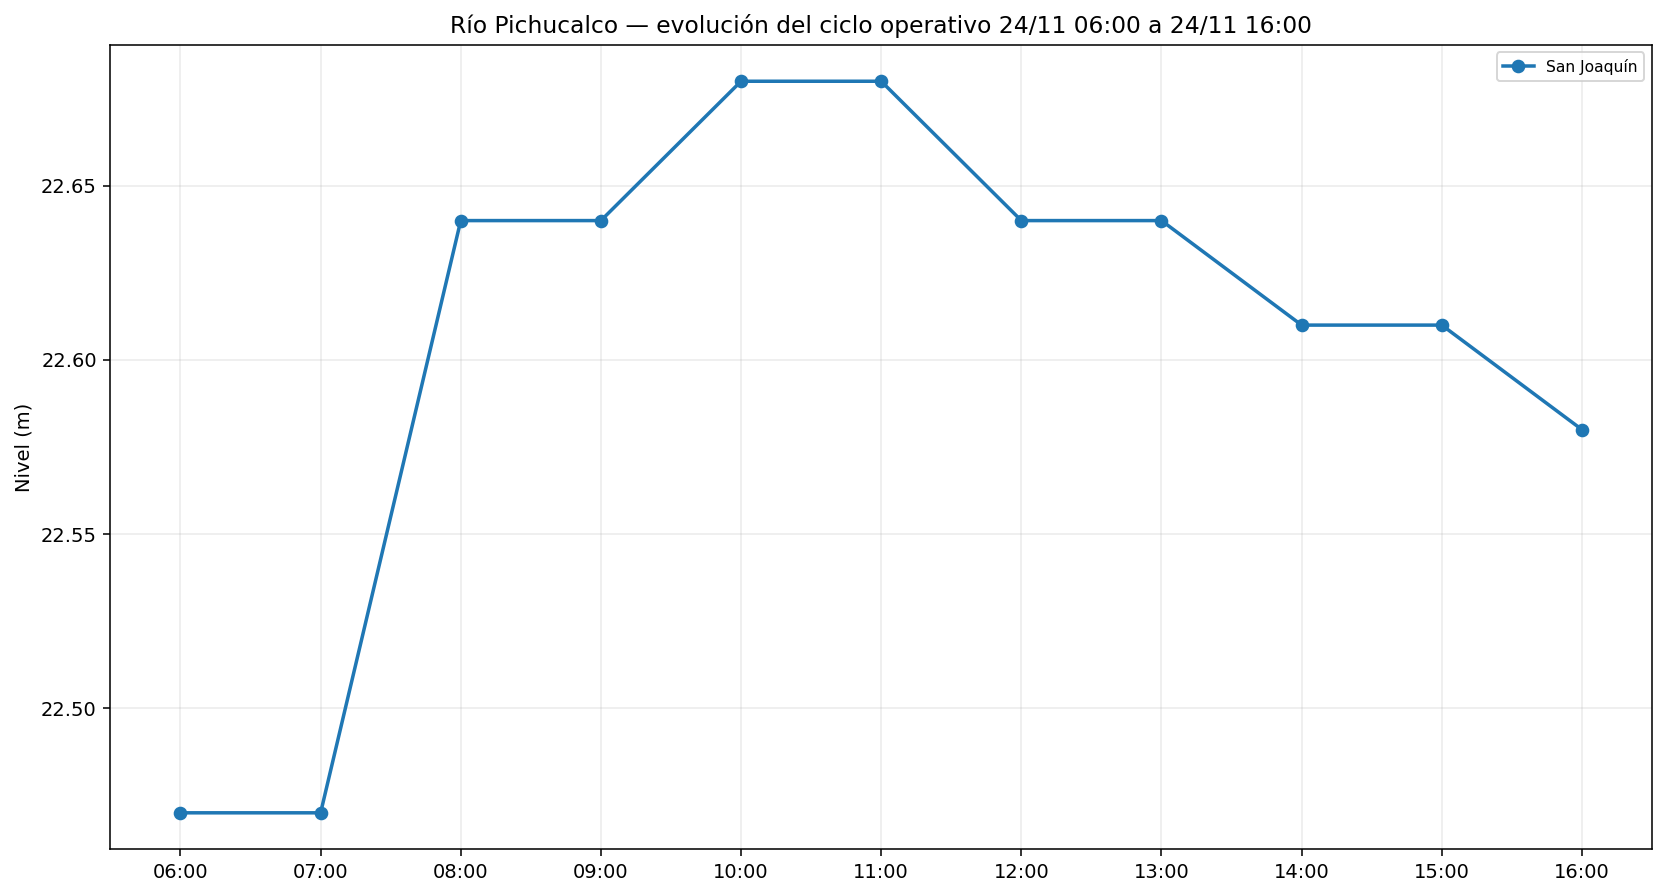 Río Pichucalco — evolución del ciclo operativo 24/11 06:00 a 24/11 16:00
San Joaquín
Nivel (m)
22.65
22.60
22.55
22.50
06:00 07:00 08:00 09:00 10:00 11:00 12:00 13:00 14:00 15:00 16:00